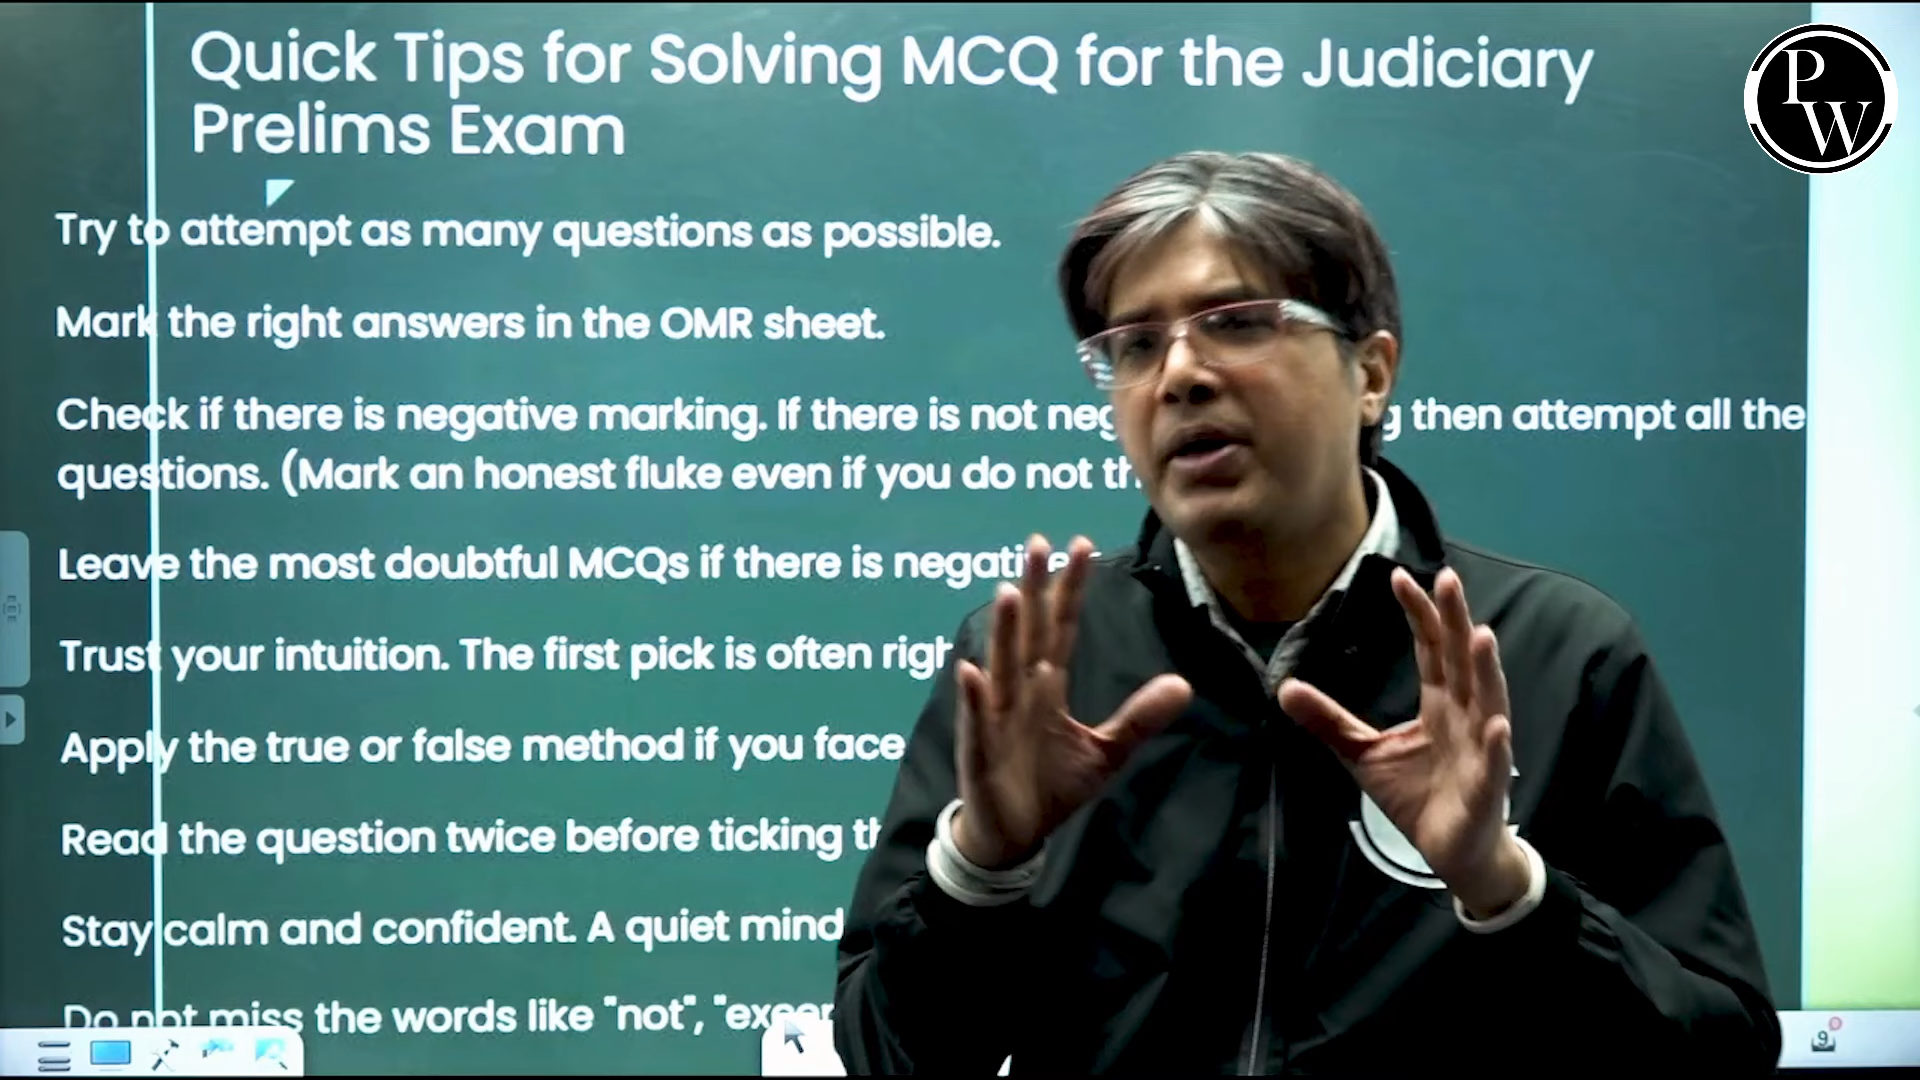 Quick Tips for Solving MCQ for the Judiciary
Prelims Exam
PW
Try to attempt as many questions as possible.
Mark the right answers in the OMR sheet.
Check if there is negative marking. If there is not neg then attempt all the
questions. (Mark an honest fluke even if you do not th
Leave the most doubtful MCQs if there is negative
Trust your intuition. The first pick is often righ
Apply the true or false method if you face
Read the question twice before ticking th
Stay calm and confident. A quiet mind
Do not miss the words like "not", "excep
9